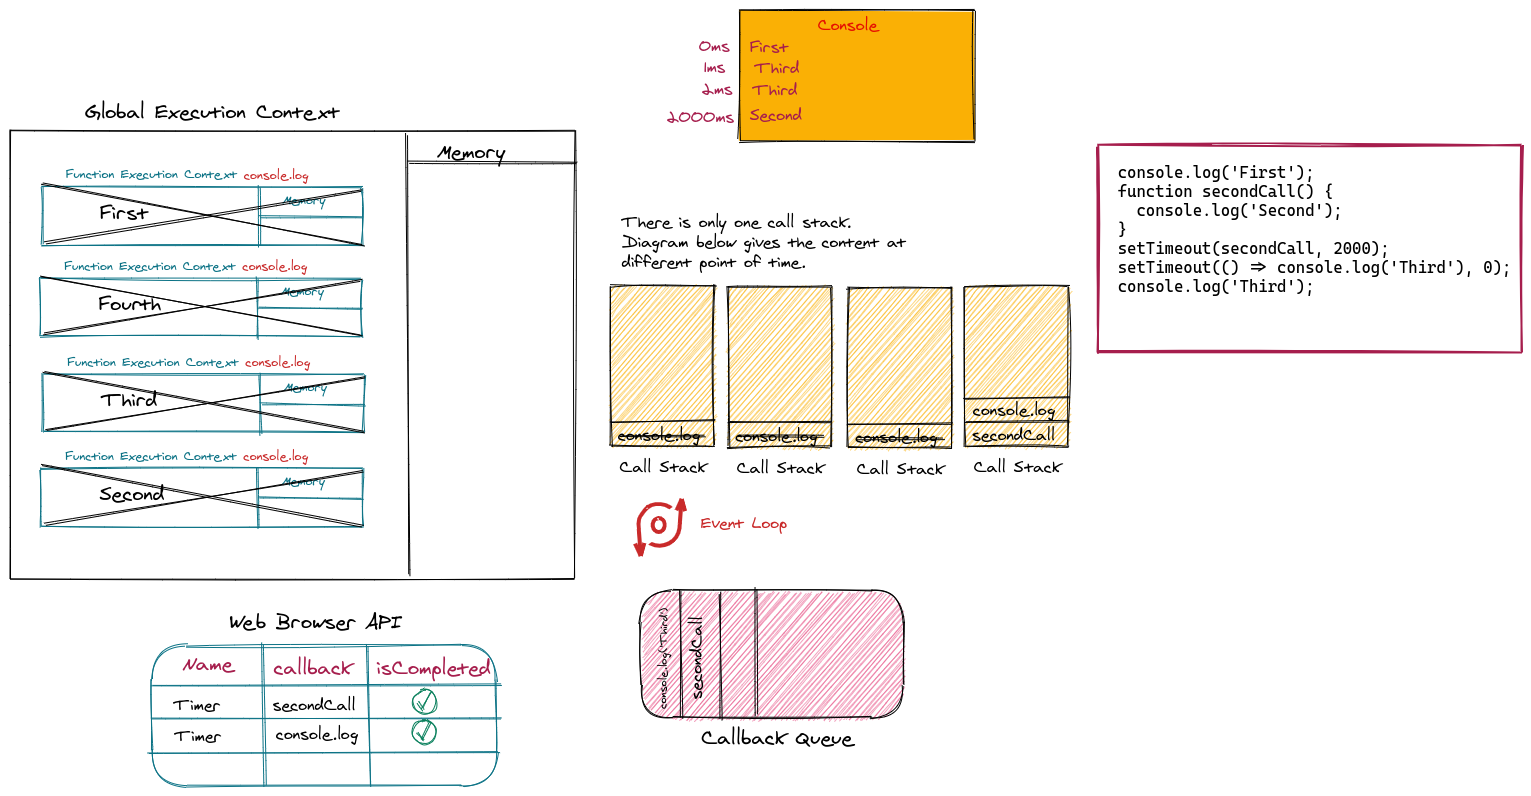 Console
0ms First
1ms Third
2ms Third
2000ms Second
Global Execution Context
Memory
Function Execution Context console.log
First
Memory
Function Execution Context console.log
Fourth
Memory
Function Execution Context console.log
Third
Memory
Function Execution Context console.log
Second
Memory
There is only one call stack.
Diagram below gives the content at
different point of time.
console.log
Call Stack
console.log
Call Stack
console.log
Call Stack
console.log
secondCall
Call Stack
Event Loop
console.log('First');
function secondCall() {
console.log('Second');
}
setTimeout(secondCall, 2000);
setTimeout(() => console.log('Third'), 0);
console.log('Third');
Web Browser API
Name callback isCompleted
Timer secondCall
Timer console.log
console.log('Third')
secondCall
Callback Queue